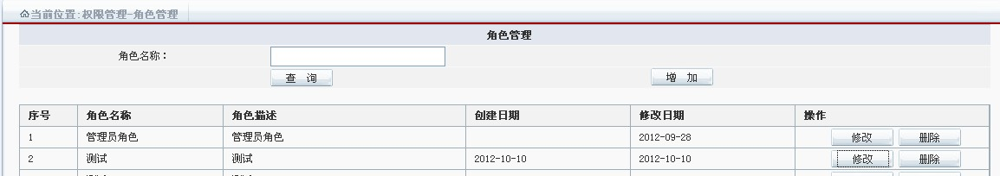 当前位置:权限管理-角色管理
角色管理
角色名称：
查 询 增 加
序号 角色名称 角色描述 创建日期 修改日期 操作
1 管理员角色 管理员角色 2012-09-28 修改 删除
2 测试 测试 2012-10-10 2012-10-10 修改 删除